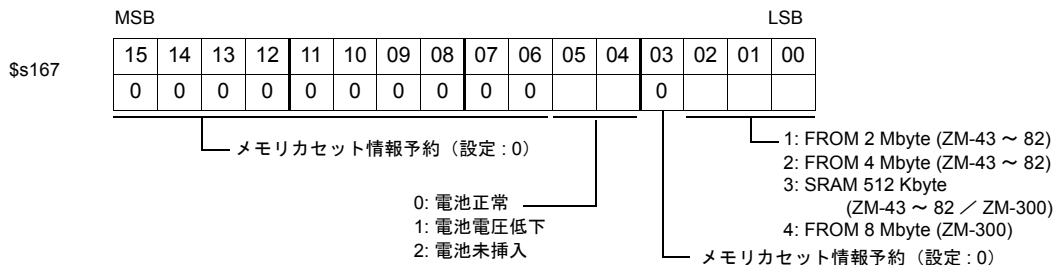 MSB LSB
$s167
15 14 13 12 11 10 09 08 07 06 05 04 03 02 01 00
0 0 0 0 0 0 0 0 0 0 0
メモリカセット情報予約（設定 : 0）
0: 電池正常
1: 電池電圧低下
2: 電池未挿入
1: FROM 2 Mbyte (ZM-43 ～ 82)
2: FROM 4 Mbyte (ZM-43 ～ 82)
3: SRAM 512 Kbyte
(ZM-43 ～ 82 ／ ZM-300)
4: FROM 8 Mbyte (ZM-300)
メモリカセット情報予約（設定 : 0）